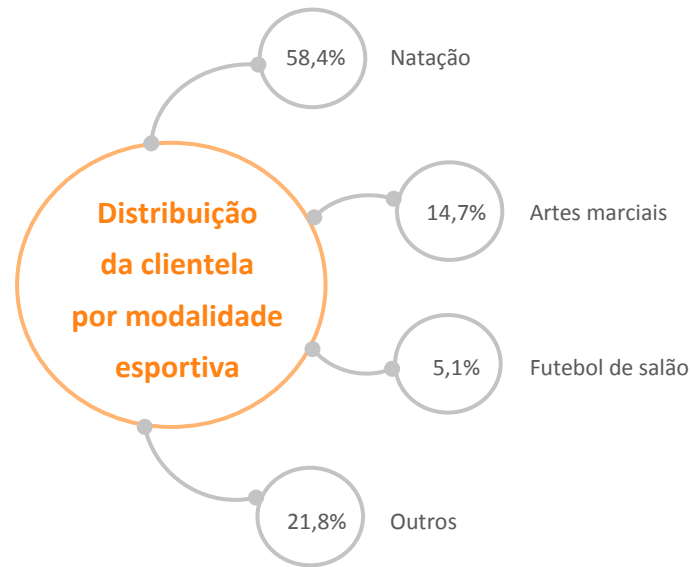 58,4% Natação
Distribuição
da clientela
por modalidade
esportiva
14,7% Artes marciais
5,1% Futebol de salão
21,8% Outros